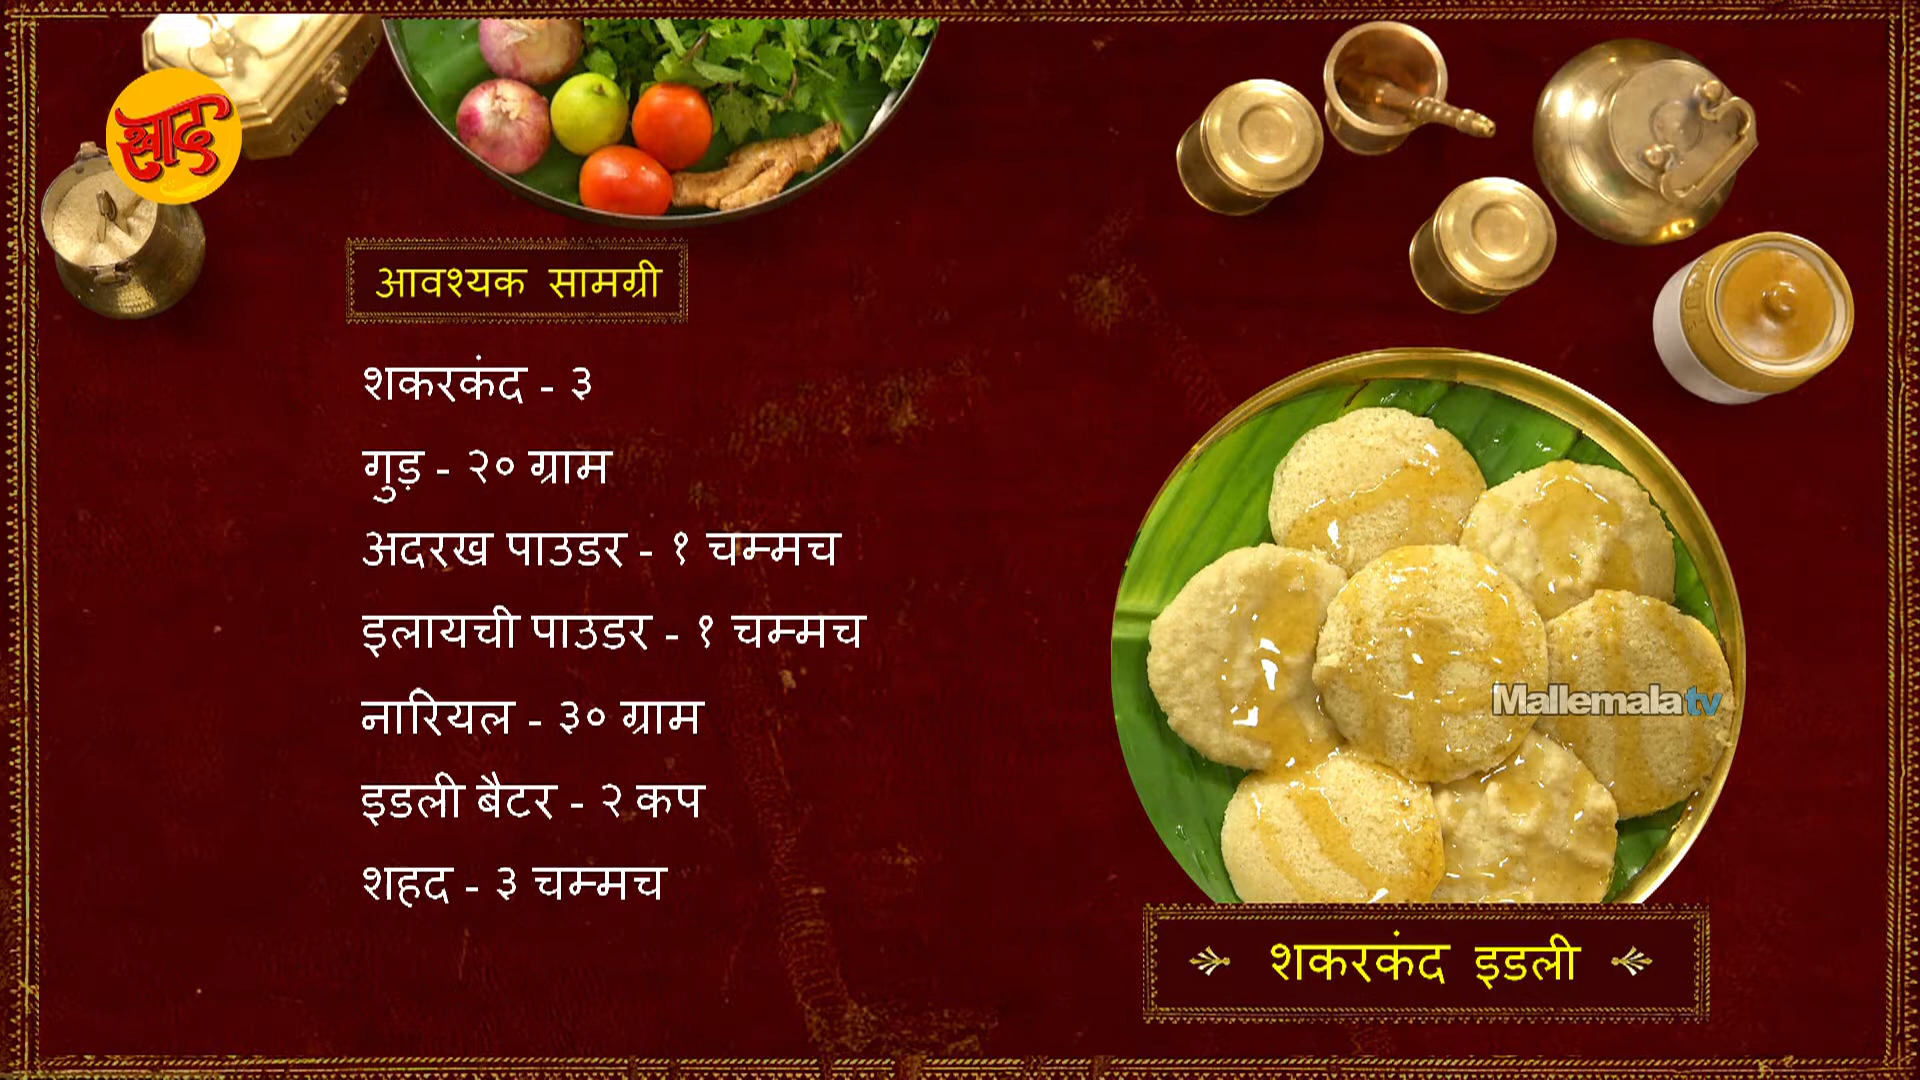 स्वाद
आवश्यक सामग्री
शकरकंद - ३
गुड़ - २० ग्राम
अदरख पाउडर - १ चम्मच
इलायची पाउडर - १ चम्मच
नारियल - ३० ग्राम
इडली बैटर - २ कप
शहद - ३ चम्मच
Mallemalatv
शकरकंद इडली